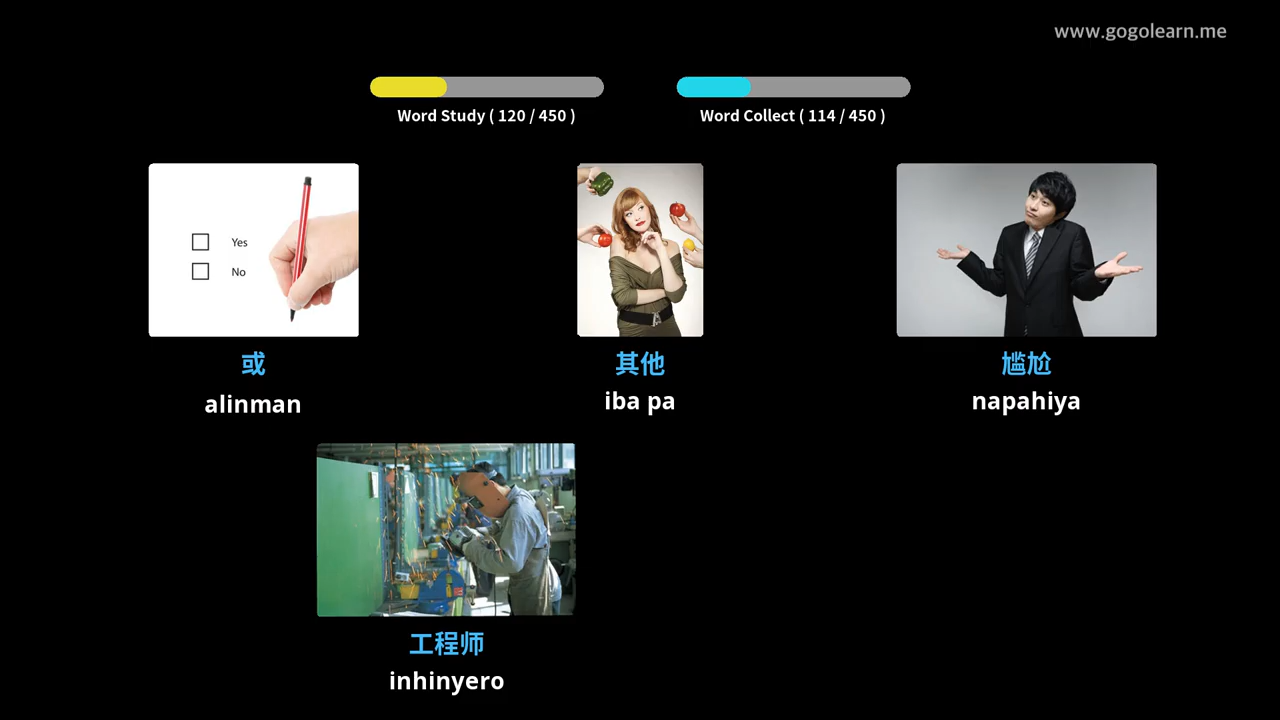 www.gogolearn.me
Word Study ( 120 / 450 )
Word Collect ( 114 / 450 )
Yes
No
或
alinman
其他
iba pa
尴尬
napahiya
工程师
inhinyero